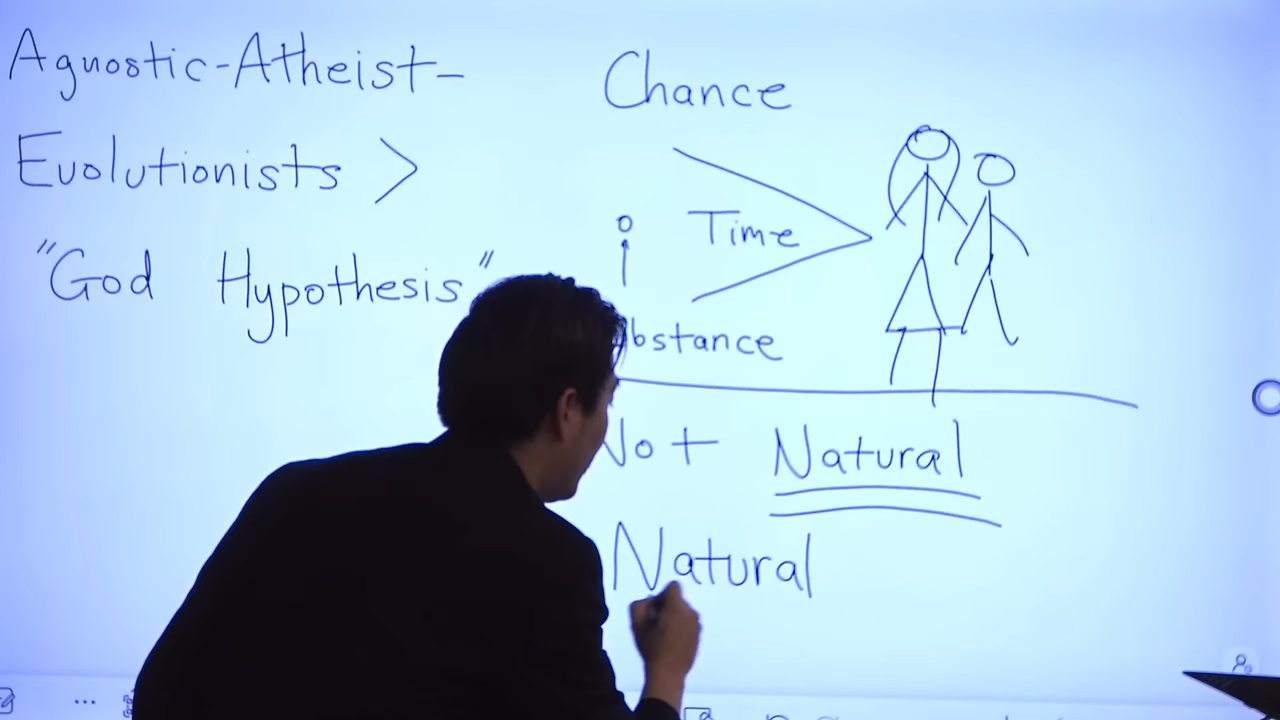 Agnostic-Atheist-
Evolutionists >
"God Hypothesis"
Chance
Time
Not Natural
Natural